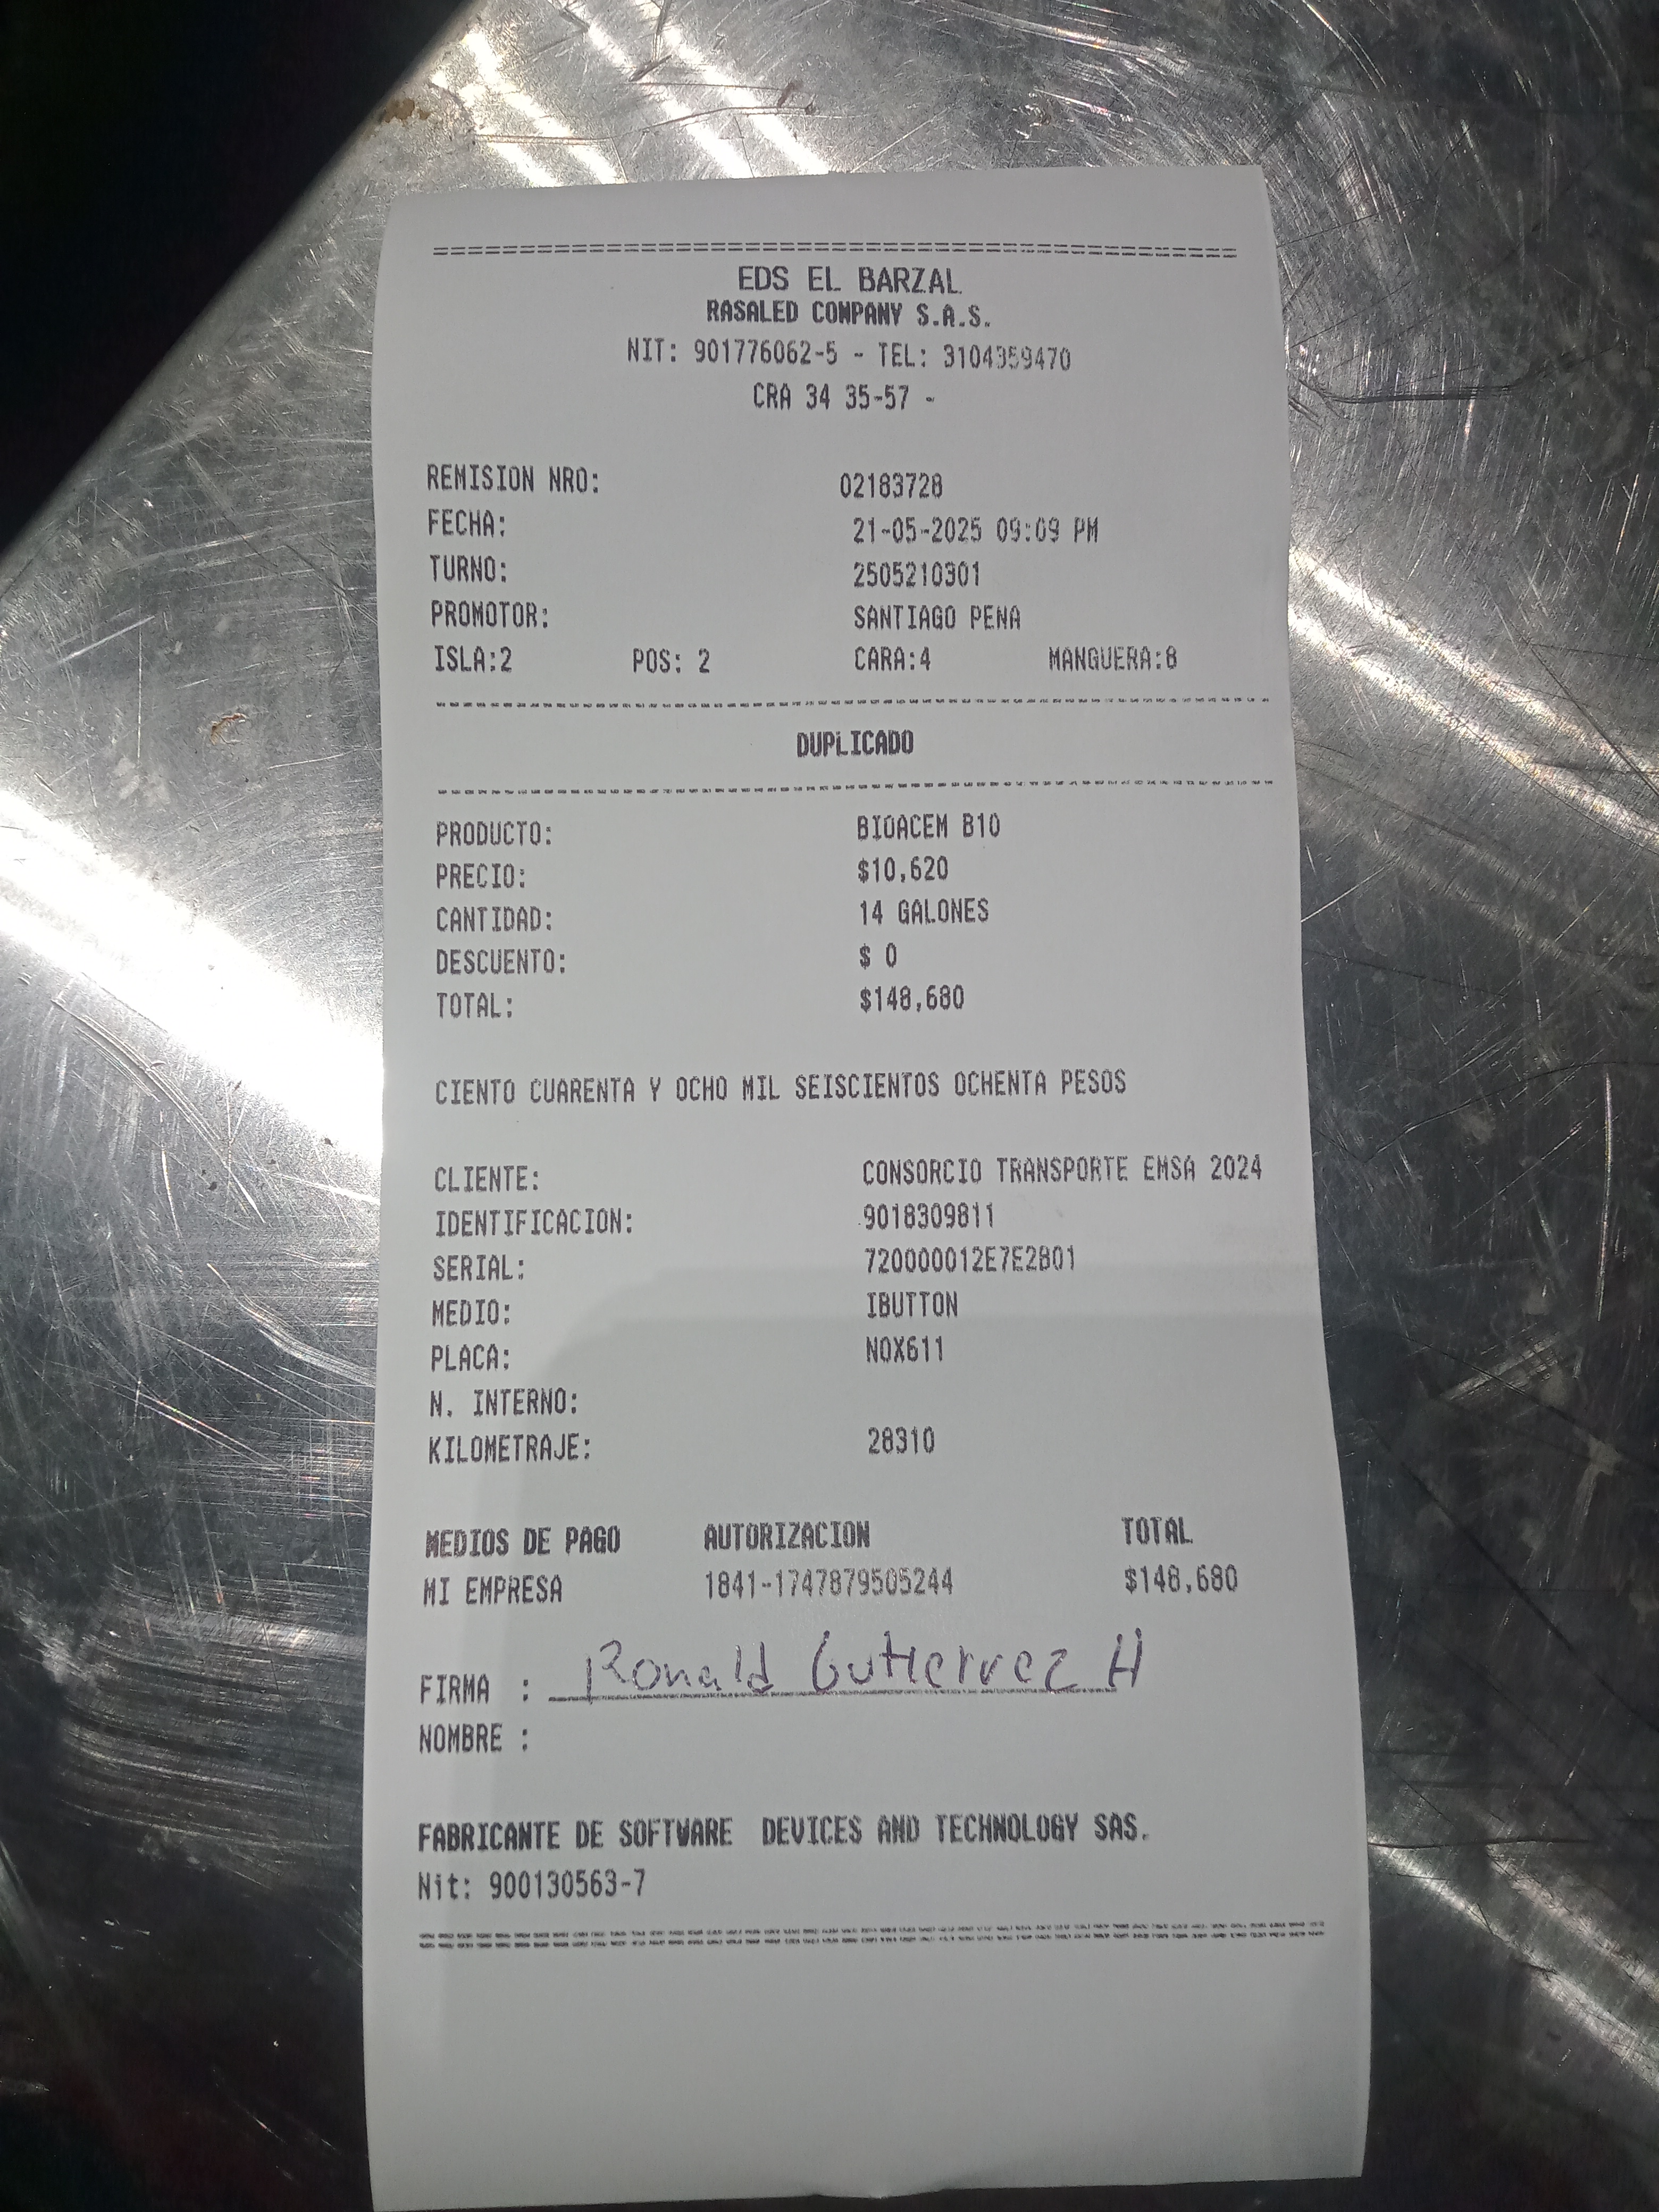 EDS EL BARZAL
RASALED COMPANY S.A.S.
NIT: 901776062-5 - TEL: 3104359470
CRA 34 35-57 -
REMISION NRO: 02183728
FECHA: 21-05-2025 09:09 PM
TURNO: 2505210301
PROMOTOR: SANTIAGO PENA
ISLA:2 POS: 2 CARA:4 MANGUERA:8
DUPLICADO
PRODUCTO: BIOACEM B10
PRECIO: $10,620
CANTIDAD: 14 GALONES
DESCUENTO: $ 0
TOTAL: $148,680
CIENTO CUARENTA Y OCHO MIL SEISCIENTOS OCHENTA PESOS
CLIENTE: CONSORCIO TRANSPORTE EMSA 2024
IDENTIFICACION: 9018309811
SERIAL: 720000012E7E2B01
MEDIO: IBUTTON
PLACA: NOX611
N. INTERNO:
KILOMETRAJE: 28310
MEDIOS DE PAGO AUTORIZACION TOTAL
MI EMPRESA 1841-1747879505244 $148,680
FIRMA : Ronald Gutierrez H
NOMBRE :
FABRICANTE DE SOFTWARE DEVICES AND TECHNOLOGY SAS.
Nit: 900130563-7